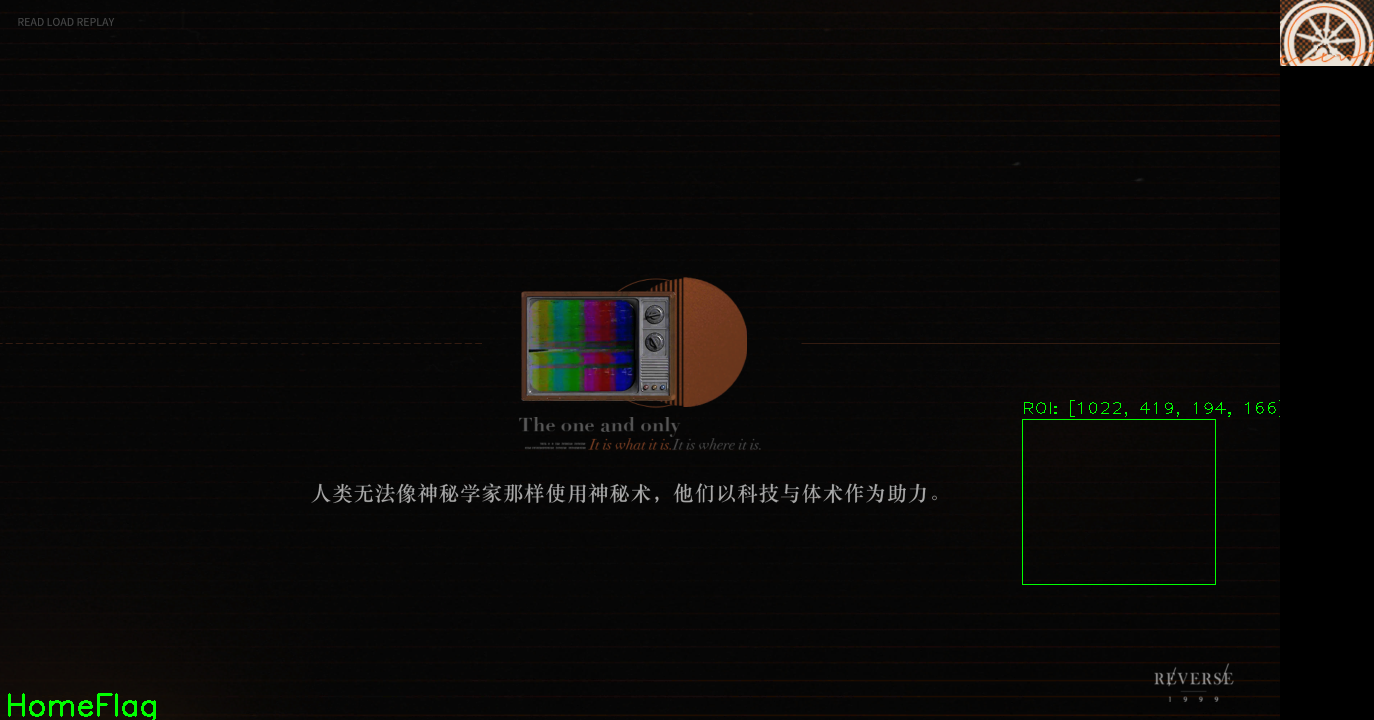 READ LOAD REPLAY
ROI: [1022, 419, 194, 166]
The one and only
It is what it is.It is where it is.
人类无法像神秘学家那样使用神秘术，他们以科技与体术作为助力。
REVERSE
1 9 9 9
HomeFlag